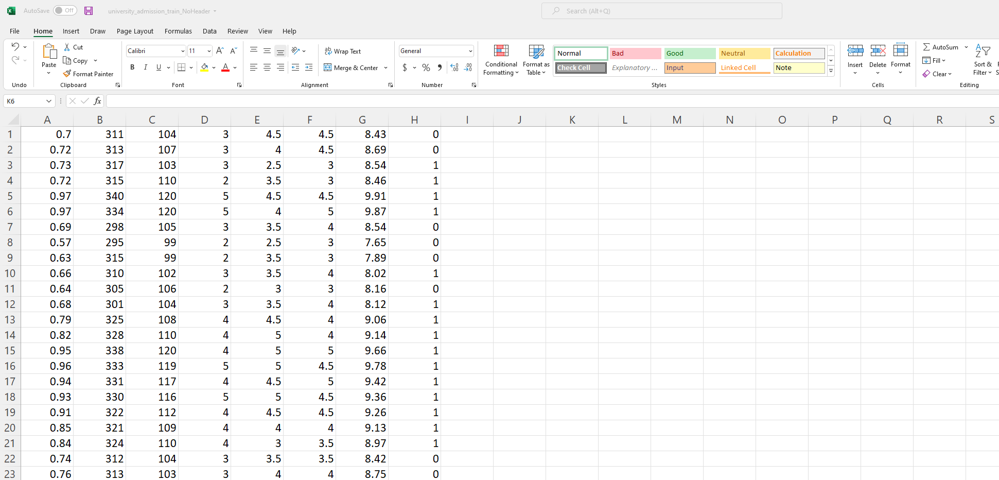 AutoSave Off university_admission_train_NoHeader Search (Alt+Q)
File Home Insert Draw Page Layout Formulas Data Review View Help
Cut Calibri 11 Wrap Text General Normal Bad Good Neutral Calculation AutoSum
Paste Copy B I U A Merge & Center $ % Conditional Formatting Format as Table Check Cell Explanatory ... Input Linked Cell Note Insert Delete Format Fill Sort & Filter
Format Painter Clear
Undo Clipboard Font Alignment Number Styles Cells Editing
K6 fx
A B C D E F G H I J K L M N O P Q R S
1 0.7 311 104 3 4.5 4.5 8.43 0
2 0.72 313 107 3 4 4.5 8.69 0
3 0.73 317 103 3 2.5 3 8.54 1
4 0.72 315 110 2 3.5 3 8.46 1
5 0.97 340 120 5 4.5 4.5 9.91 1
6 0.97 334 120 5 4 5 9.87 1
7 0.69 298 105 3 3.5 4 8.54 0
8 0.57 295 99 2 2.5 3 7.65 0
9 0.63 315 99 2 3.5 3 7.89 0
10 0.66 310 102 3 3.5 4 8.02 1
11 0.64 305 106 2 3 3 8.16 0
12 0.68 301 104 3 3.5 4 8.12 1
13 0.79 325 108 4 4.5 4 9.06 1
14 0.82 328 110 4 5 4 9.14 1
15 0.95 338 120 4 5 5 9.66 1
16 0.96 333 119 5 5 4.5 9.78 1
17 0.94 331 117 4 4.5 5 9.42 1
18 0.93 330 116 5 5 4.5 9.36 1
19 0.91 322 112 4 4.5 4.5 9.26 1
20 0.85 321 109 4 4 4 9.13 1
21 0.84 324 110 4 3 3.5 8.97 1
22 0.74 312 104 3 3.5 3.5 8.42 0
23 0.76 313 103 3 4 4 8.75 0